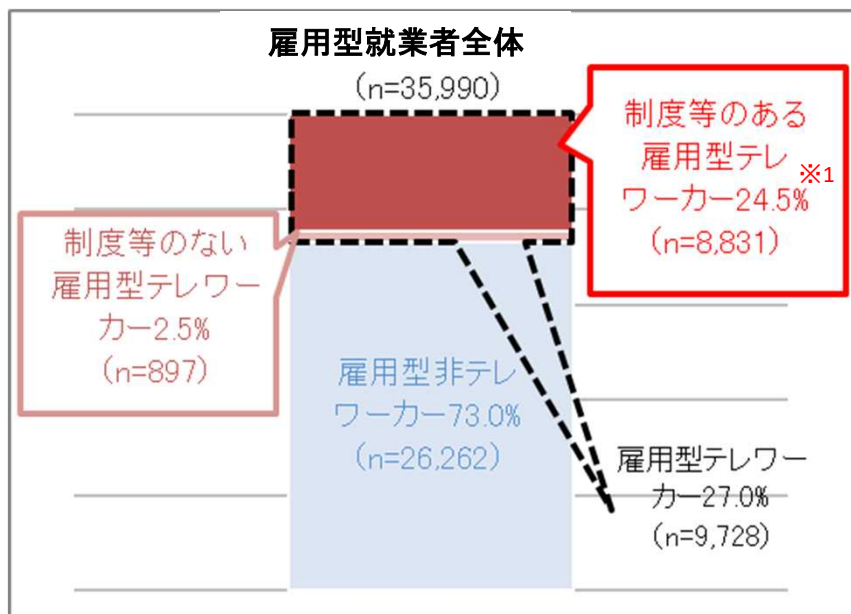 雇用型就業者全体
（n=35,990）
制度等のある
雇用型テレ
ワーカー24.5%※1
（n=8,831）
制度等のない
雇用型テレワー
カー2.5%
（n=897）
雇用型非テレ
ワーカー73.0%
（n=26,262）
雇用型テレワー
カー27.0%
（n=9,728）